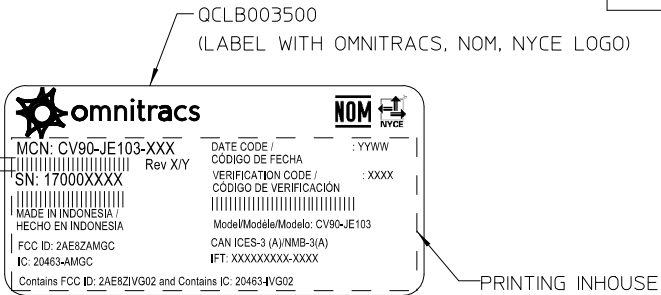 QCLB003500
(LABEL WITH OMNITRACS, NOM, NYCE LOGO)
omnitracs
NOM
NYCE
MCN: CV90-JE103-XXX
Rev X/Y
SN: 17000XXXX
MADE IN INDONESIA /
HECHO EN INDONESIA
FCC ID: 2AE8ZAMGC
IC: 20463-AMGC
DATE CODE / : YYWW
CÓDIGO DE FECHA
VERIFICATION CODE / : XXXX
CÓDIGO DE VERIFICACIÓN
Model/Modèle/Modelo: CV90-JE103
CAN ICES-3 (A)/NMB-3(A)
IFT: XXXXXXXXX-XXXX
Contains FCC ID: 2AE8ZIVG02 and Contains IC: 20463-IVG02
PRINTING INHOUSE